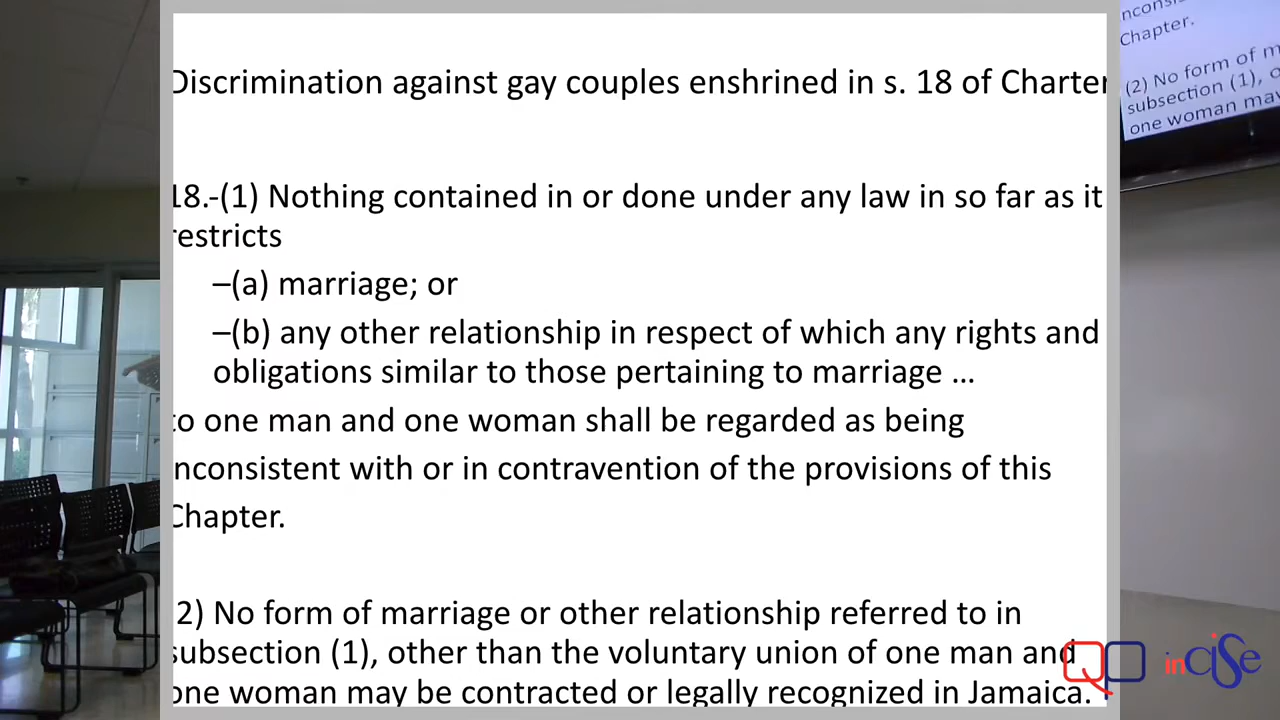 Discrimination against gay couples enshrined in s. 18 of Charter
18.-(1) Nothing contained in or done under any law in so far as it
restricts
–(a) marriage; or
–(b) any other relationship in respect of which any rights and
obligations similar to those pertaining to marriage ...
to one man and one woman shall be regarded as being
nconsistent with or in contravention of the provisions of this
Chapter.
2) No form of marriage or other relationship referred to in
subsection (1), other than the voluntary union of one man and
one woman may be contracted or legally recognized in Jamaica.
Chapter.
(2) No form of m
subsection (1), o
one woman may
inciSe